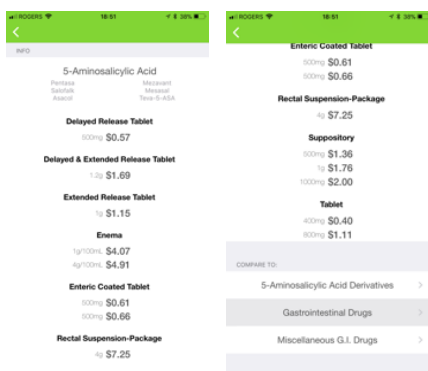 ROGERS 18:51 38%
INFO
5-Aminosalicylic Acid
Pentasa Mezavant
Salofalk Mesasal
Asacol Teva-5-ASA
Delayed Release Tablet
500mg $0.57
Delayed & Extended Release Tablet
1.2g $1.69
Extended Release Tablet
1g $1.15
Enema
1g/100mL $4.07
4g/100mL $4.91
Enteric Coated Tablet
500mg $0.61
500mg $0.66
Rectal Suspension-Package
4g $7.25
ROGERS 18:51 38%
Enteric Coated Tablet
500mg $0.61
500mg $0.66
Rectal Suspension-Package
4g $7.25
Suppository
500mg $1.36
1g $1.76
1000mg $2.00
Tablet
400mg $0.40
800mg $1.11
COMPARE TO:
5-Aminosalicylic Acid Derivatives
Gastrointestinal Drugs
Miscellaneous G.I. Drugs